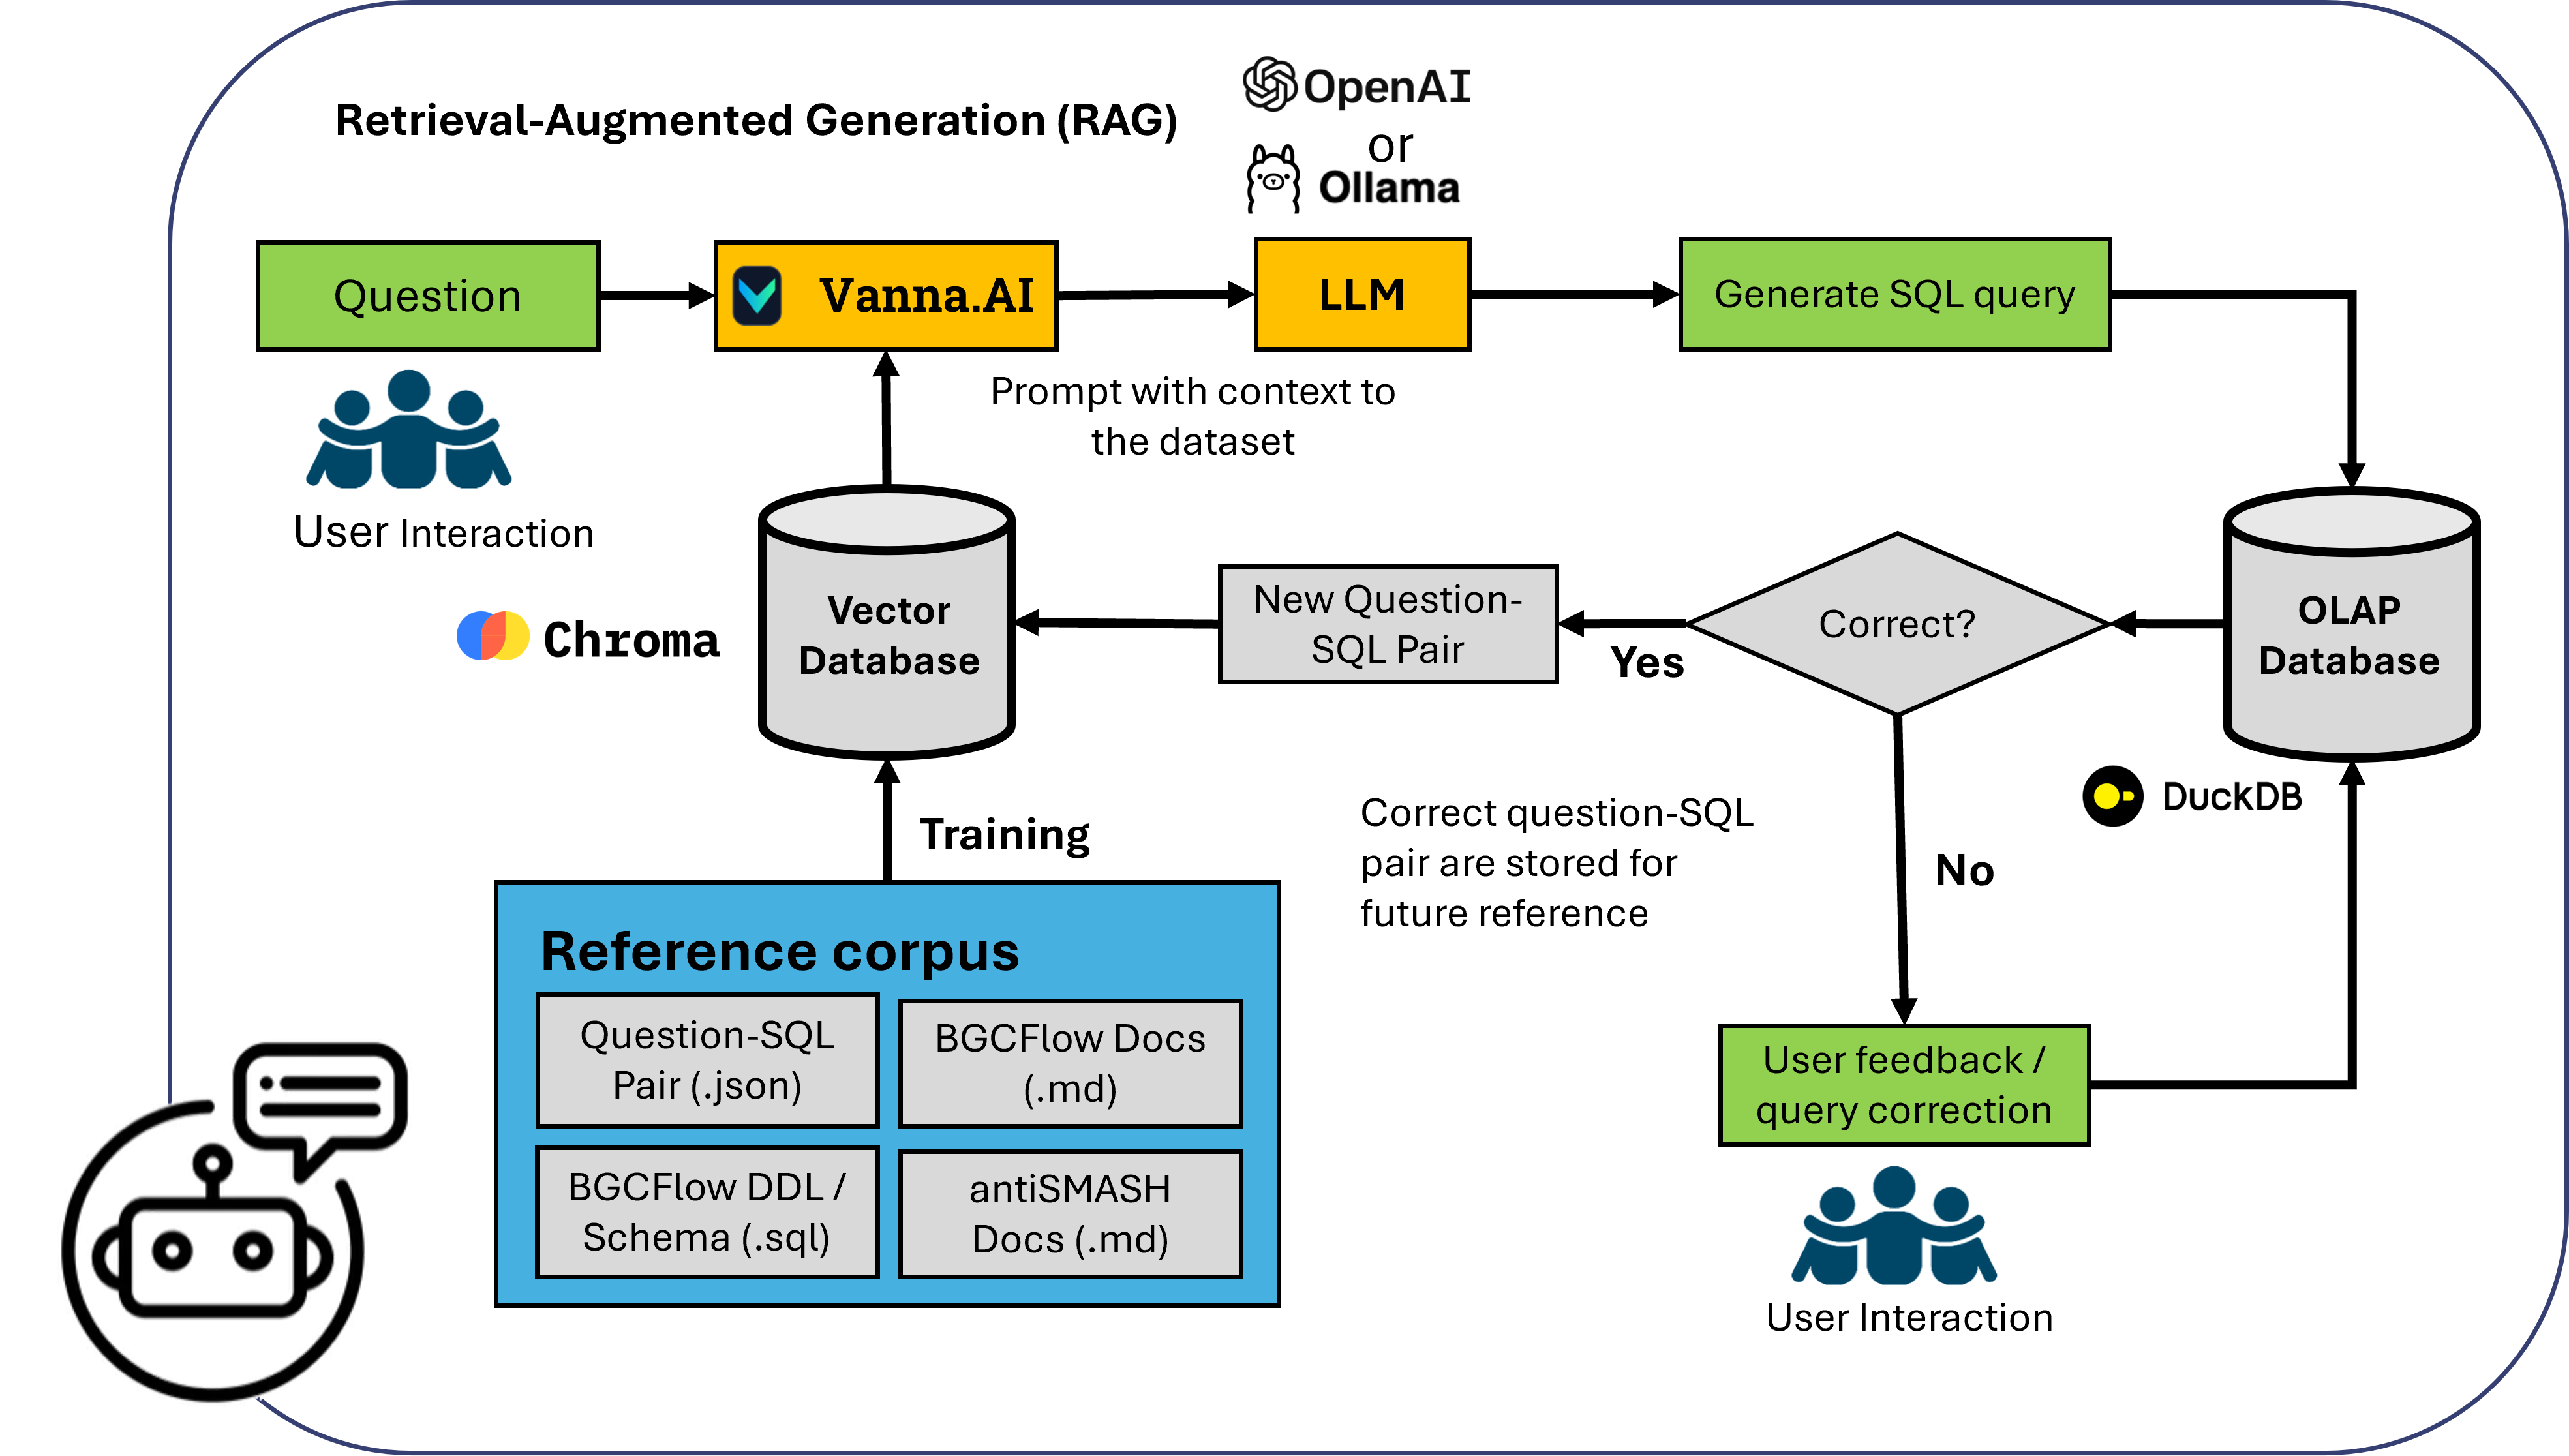 Retrieval-Augmented Generation (RAG)
OpenAI
or
Ollama
Question
Vanna.AI
LLM
Generate SQL query
Prompt with context to
the dataset
User Interaction
Chroma
Vector
Database
New Question-
SQL Pair
Yes
Correct?
OLAP
Database
DuckDB
Training
Correct question-SQL
pair are stored for
future reference
No
Reference corpus
Question-SQL
Pair (.json)
BGCFlow Docs
(.md)
BGCFlow DDL /
Schema (.sql)
antiSMASH
Docs (.md)
User feedback /
query correction
User Interaction